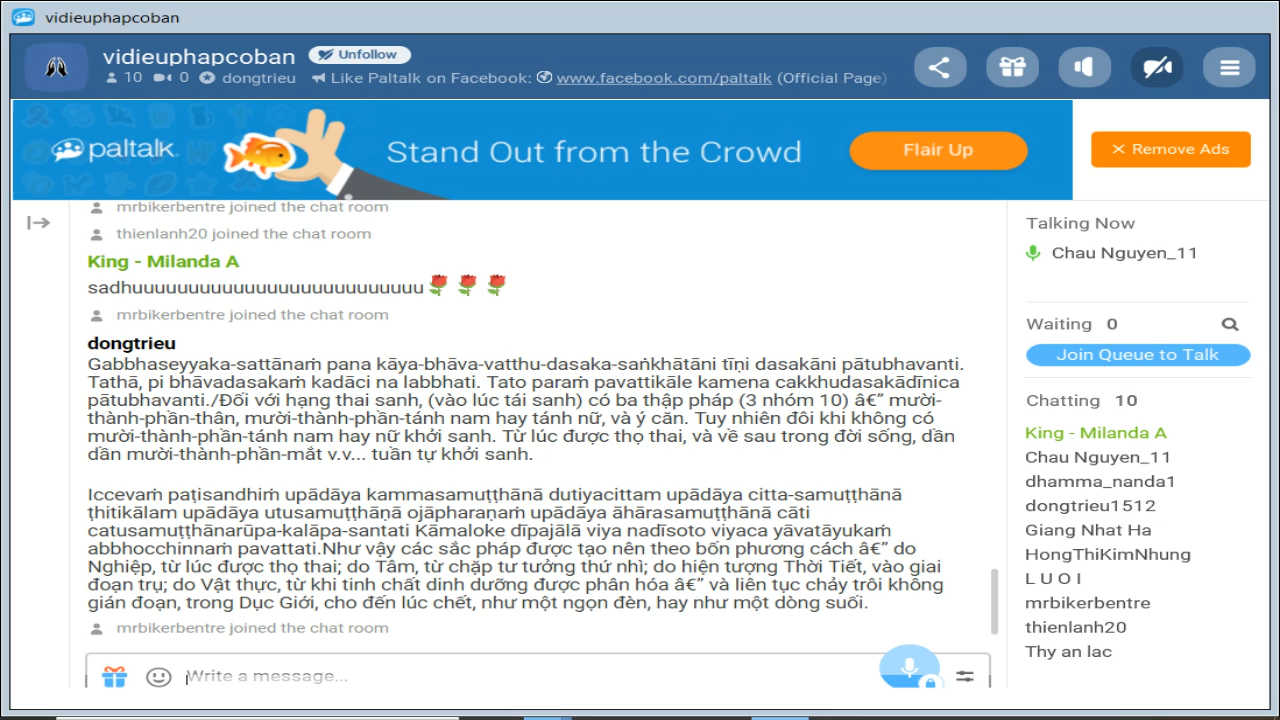 vidieuphapcoban
vidieuphapcoban Unfollow
10 0 dongtrieu Like Paltalk on Facebook: www.facebook.com/paltalk (Official Page)
paltalk Stand Out from the Crowd Flair Up
× Remove Ads
mrbikerbentre joined the chat room
thienlanh20 joined the chat room
King - Milanda A
sadhuuuuuuuuuuuuuuuuuuuuuuuuuu
mrbikerbentre joined the chat room
dongtrieu
Gabbhaseyyaka-sattānaṁ pana kāya-bhāva-vatthu-dasaka-saṅkhātāni tīṇi dasakāni pātubhavanti.
Tathā, pi bhāvadasakaṁ kadāci na labbhati. Tato paraṁ pavattikāle kamena cakkhudasakādīnica
pātubhavanti./Đối với hạng thai sanh, (vào lúc tái sanh) có ba thập pháp (3 nhóm 10) â€” mười-
thành-phần-thân, mười-thành-phần-tánh nam hay tánh nữ, và ý căn. Tuy nhiên đôi khi không có
mười-thành-phần-tánh nam hay nữ khởi sanh. Từ lúc được thọ thai, và về sau trong đời sống, dần
dần mười-thành-phần-mắt v.v... tuần tự khởi sanh.
Iccevaṁ paṭisandhiṁ upādāya kammasamuṭṭhānā dutiyacittam upādāya citta-samuṭṭhānā
ṭhitikālam upādāya utusamuṭṭhāṇā ojāpharaṇaṁ upādāya āhārasamuṭṭhānā cāti
catusamuṭṭhānarūpa-kalāpa-santati Kāmaloke dīpajālā viya nadīsoto viyaca yāvatāyukaṁ
abbhocchinnaṁ pavattati.Như vậy các sắc pháp được tạo nên theo bốn phương cách â€” do
Nghiệp, từ lúc được thọ thai; do Tâm, từ chặp tư tưởng thứ nhì; do hiện tượng Thời Tiết, vào giai
đoạn trụ; do Vật thực, từ khi tinh chất dinh dưỡng được phân hóa â€” và liên tục chảy trôi không
gián đoạn, trong Dục Giới, cho đến lúc chết, như một ngọn đèn, hay như một dòng suối.
mrbikerbentre joined the chat room
Write a message...
Talking Now
Chau Nguyen_11
Waiting 0
Join Queue to Talk
Chatting 10
King - Milanda A
Chau Nguyen_11
dhamma_nanda1
dongtrieu1512
Giang Nhat Ha
HongThiKimNhung
L U O I
mrbikerbentre
thienlanh20
Thy an lac